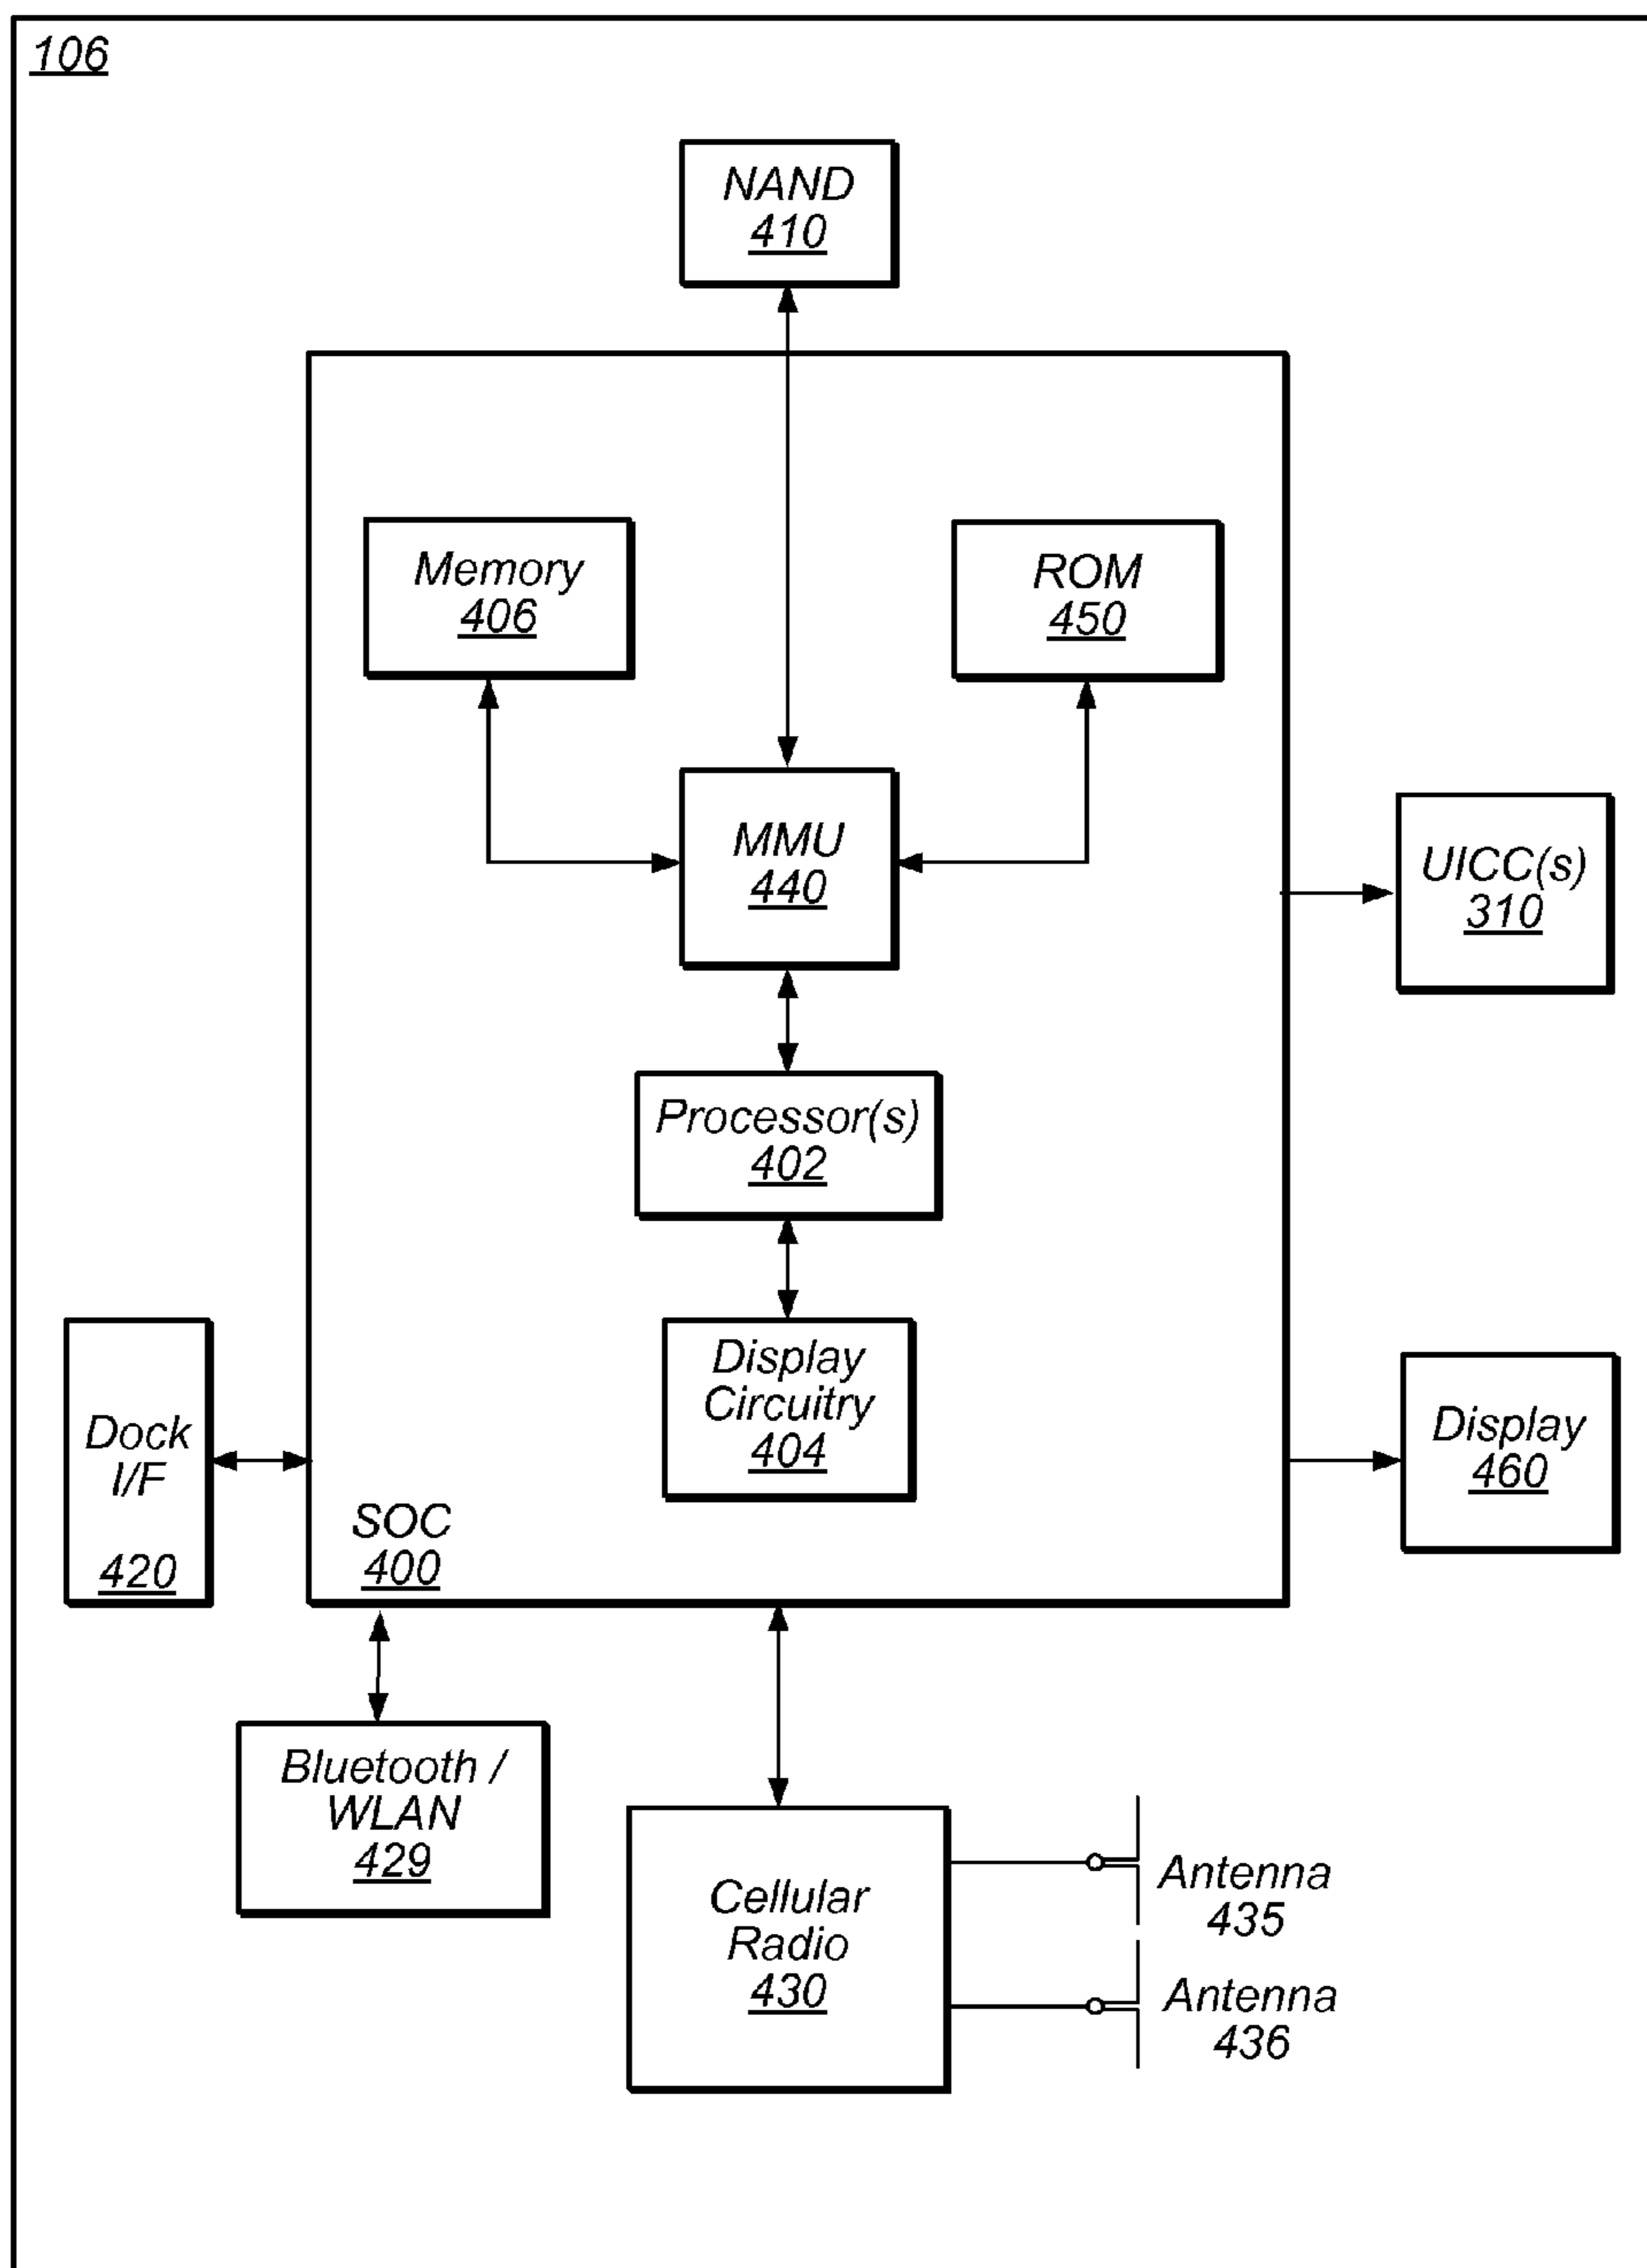 106
NAND
410
Memory
406
ROM
450
MMU
440
UICC(s)
310
Processor(s)
402
Display
Circuitry
404
Dock
I/F
420
Display
460
SOC
400
Bluetooth /
WLAN
429
Cellular
Radio
430
Antenna
435
Antenna
436